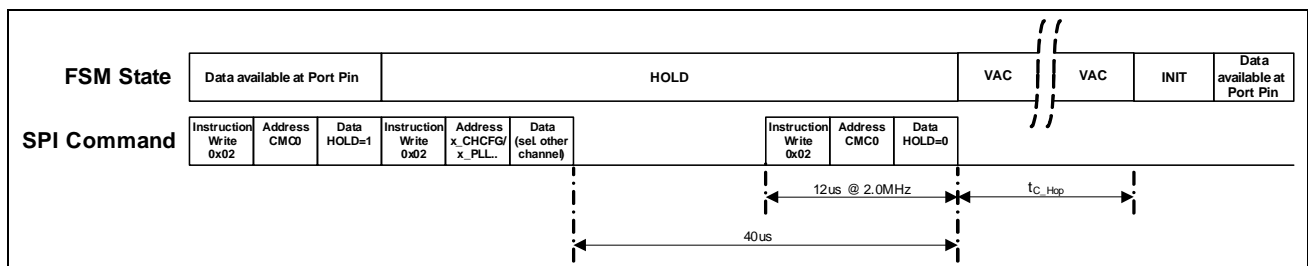 FSM State
Data available at Port Pin
HOLD
VAC
VAC
INIT
Data
available at
Port Pin
SPI Command
Instruction
Write
0x02
Address
CMC0
Data
HOLD=1
Instruction
Write
0x02
Address
x_CHCFG/
x_PLL..
Data
(sel. other
channel)
Instruction
Write
0x02
Address
CMC0
Data
HOLD=0
12us @ 2.0MHz
tC_Hop
40us